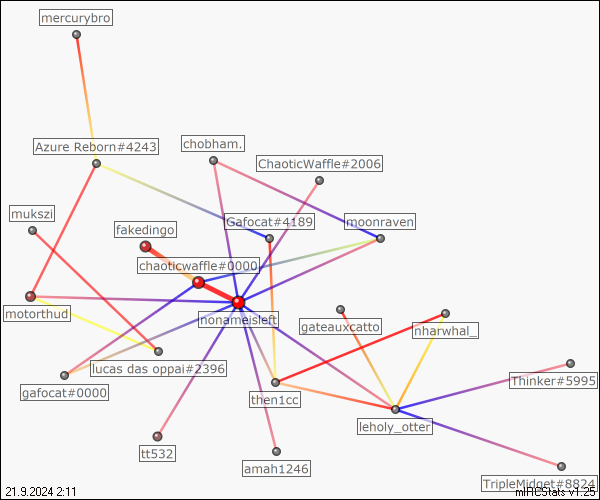 mercurybro
Azure Reborn#4243
chobham.
ChaoticWaffle#2006
mukszi
fakedingo
Gafocat#4189
moonraven
chaoticwaffle#0000
motorthud
nonameisleft
gateauxcatto
nharwhal_
lucas das oppai#2396
gafocat#0000
then1cc
Thinker#5995
leholy_otter
tt532
amah1246
TripleMidget#8824
21.9.2024 2:11
mIRCStats v1.25